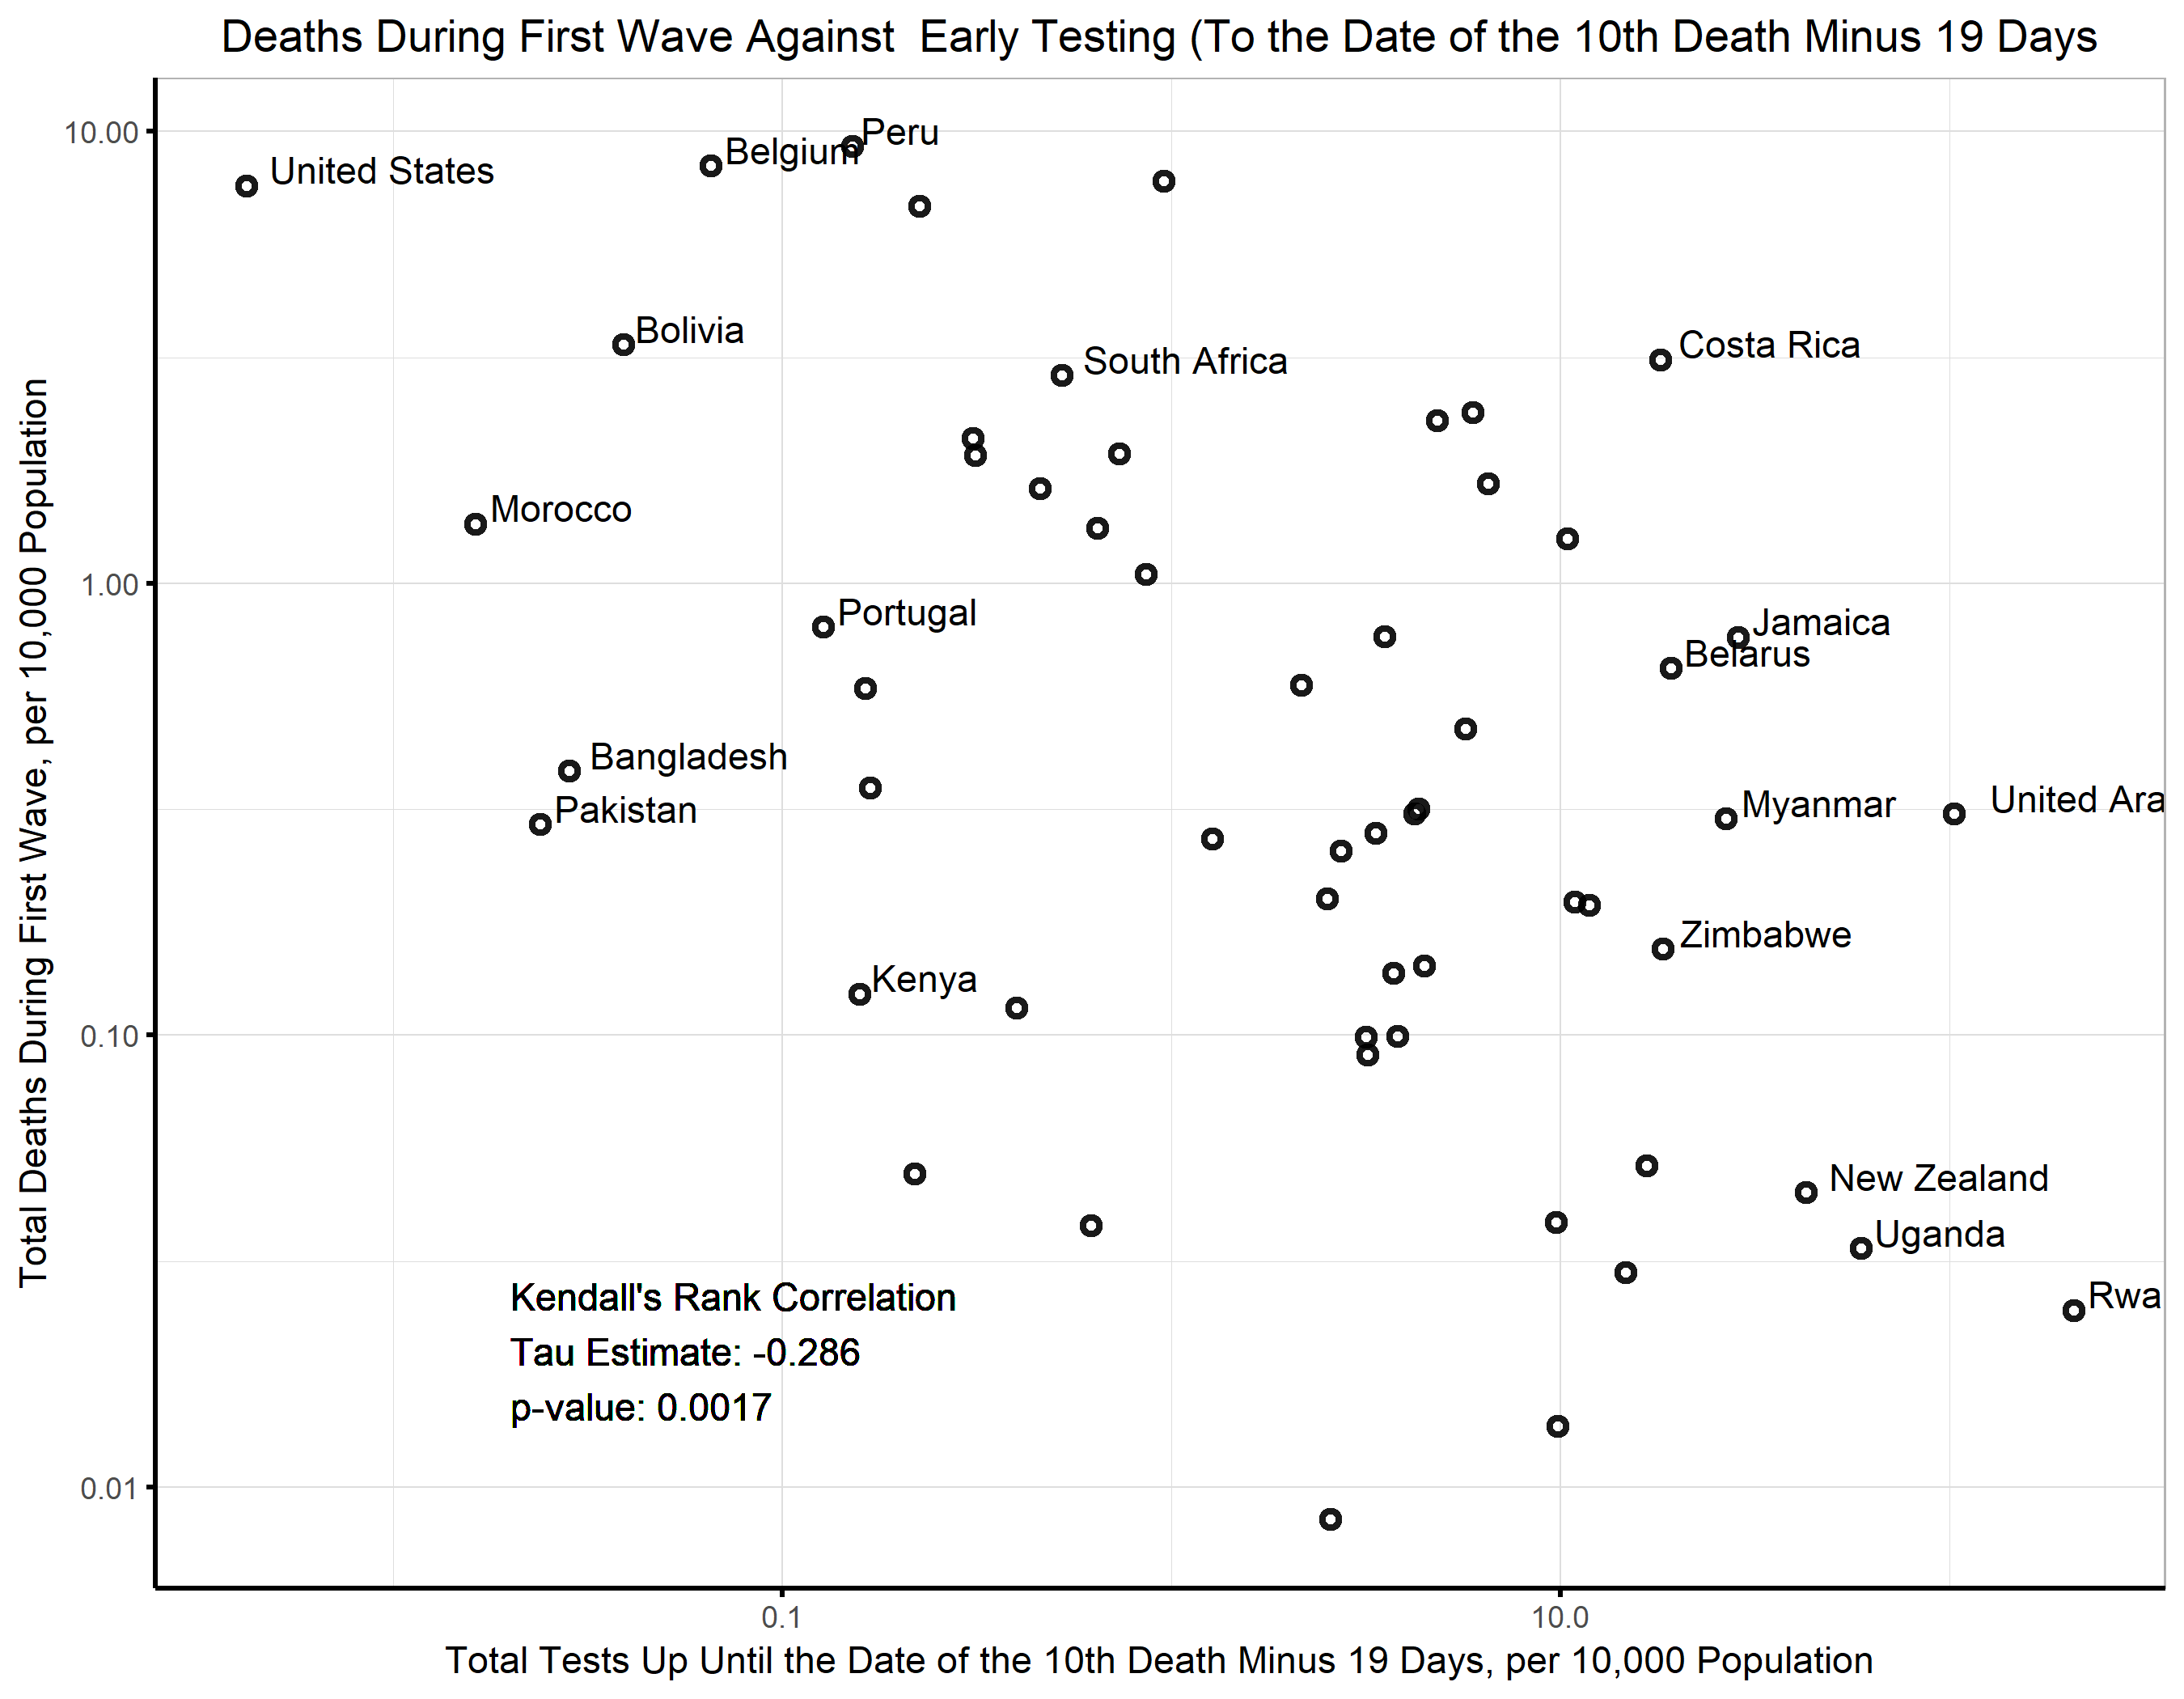 Deaths During First Wave Against  Early Testing (To the Date of the 10th Death Minus 19 Days
10.00
Peru
Belgium
United States
Bolivia
Costa Rica
South Africa
Morocco
1.00
Portugal
Jamaica
Belarus
Bangladesh
Pakistan
Myanmar
United Ara
Zimbabwe
Kenya
0.10
New Zealand
Uganda
Rwa
Kendall's Rank Correlation
Tau Estimate: -0.286
p-value: 0.0017
0.01
0.1
10.0
Total Tests Up Until the Date of the 10th Death Minus 19 Days, per 10,000 Population
Total Deaths During First Wave, per 10,000 Population